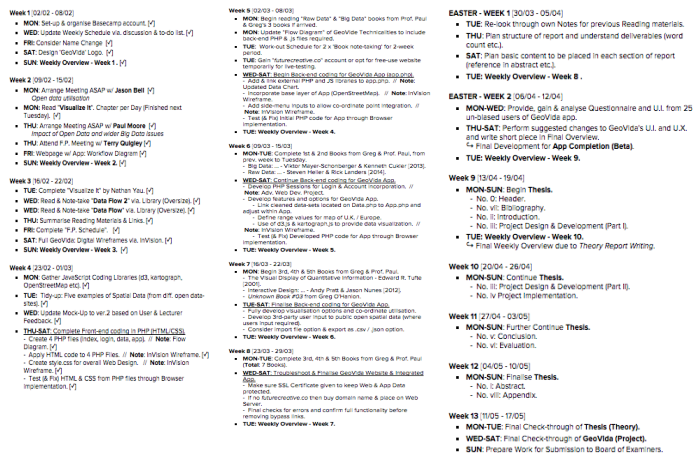 Week 1 [02/02 - 08/02]
• MON: Set-up & organise Basecamp account. [✓]
• WED: Update Weekly Schedule via. discussion & to-do list. [✓]
• FRI: Consider Name Change [✓]
• SAT: Design 'GeoVide' Logo. [✓]
• SUN: Weekly Overview - Week 1. [✓]
Week 2 [09/02 - 15/02]
• MON: Arrange Meeting ASAP w/ Jason Bell [✓]
Open data utilisation
• MON: Read "Visualize It". Chapter per Day (Finished next
Tuesday). [✓]
• THU: Arrange Meeting ASAP w/ Paul Moore [✓]
Impact of Open Data and wider Big Data Issues
• THU: Attend F.P. Meeting w/ Terry Quigley [✓]
• FRI: Webpage w/ App: Workflow Diagram [✓]
• SUN: Weekly Overview - Week 2. [✓]
Week 3 [16/02 - 22/02]
• TUE: Complete "Visualize It" by Nathan Yau. [✓]
• WED: Read & Note-take "Data Flow 2" via. Library (Oversize). [✓]
• WED: Read & Note-take "Data Flow" via. Library (Oversize). [✓]
• THU: Summarise Reading Materials & Links. [✓]
• FRI: Complete "F.P. Schedule". [✓]
• SAT: Full GeoVide: Digital Wireframes via. InVision. [✓]
• SUN: Weekly Overview - Week 3. [✓]
Week 4 [23/02 - 01/03]
• MON: Gather JavaScript Coding Libraries (d3, kartograph,
OpenStreetMap etc). [✓]
• TUE: Tidy-up: Five examples of Spatial Data (from diff. open data-
sites). [✓]
• WED: Update Mock-Up to ver.2 based on User & Lecturer
Feedback. [✓]
• THU-SAT: Complete Front-end coding in PHP (HTML/CSS).
- Create 4 PHP files (index, login, data, app). // Note: Flow
Diagram. [✓]
- Apply HTML code to 4 PHP Files. // Note: InVision Wireframe. [✓]
- Create style.css for overall Web Design. // Note: InVision
Wireframe. [✓]
- Test (& Fix) HTML & CSS from PHP files through Browser
Implementation. [✓]
Week 5 [02/03 - 08/03]
• MON: Begin reading "Raw Data" & "Big Data" books from Prof. Paul
& Greg's 3 books if arrived.
• MON: Update "Flow Diagram" of GeoVide Technicalities to include
back-end PHP & .js files required.
• TUE: Work-out Schedule for 2 x 'Book note-taking' for 2-week
period.
• TUE: Gain "futurecreative.co" account or opt for free website
temporarily for live-testing.
• WED-SAT: Begin Back-end coding for GeoVida App (app.php).
- Add & link external PHP and JS libraries to app.php. // Note:
Updated Data Chart.
- Incorporate base layer of App (OpenStreetMap). // Note: InVision
Wireframe.
- Add side-menu inputs to allow co-ordinate point integration. //
Note: InVision Wireframe.
- Test (& Fix) Initial PHP code for App through Browser
Implementation.
• TUE: Weekly Overview - Week 4.
Week 6 [09/03 - 15/03]
• MON-TUE: Complete 1st & 2nd Books from Greg & Prof. Paul, from
prev. week to Tuesday.
- Big Data: ... - Viktor Mayer-Schonberger & Kenneth Cukier [2013].
- Raw Data: ... - Steven Heller & Rick Landers [2014].
• WED-SAT: Continue Back-end coding for GeoVida App.
- Develop PHP Sessions for Login & Account incorporation. //
Note: Adv. Web Dev. Project.
- Develop features and options for GeoVide App.
- Link cleaned data-sets located on Data.php to App.php and
adjust within App.
- Define range values for map of U.K. / Europe.
- Use of d3.js & kartograph.js to provide data visualization. //
Note: InVision Wireframe.
- Test (& Fix) Developed PHP code for App through Browser
Implementation.
• TUE: Weekly Overview - Week 5.
Week 7 [16/03 - 22/03]
• MON: Begin 3rd, 4th & 5th Books from Greg & Prof. Paul.
- The Visual Display of Quantitative Information - Edward R. Tufte
[2001].
- Interactive Design: ... - Andy Pratt & Jason Nunes [2012].
- Unknown Book #03 from Greg O'Hanlon.
• TUE-SAT: Finalise Back-end coding for GeoVida App.
- Fully develop visualisation options and co-ordinate utilisation.
- Develop 3rd-party user input to public open spatial data (where
users input required).
- Consider import file option & export as .csv / .json option.
• TUE: Weekly Overview - Week 6.
Week 8 [23/03 - 29/03]
• MON-TUE: Complete 3rd, 4th & 5th Books from Greg & Prof. Paul
(Total: 7 Books).
• WED-SAT: Troubleshoot & Finalise GeoVida Website & Integrated
App.
- Make sure SSL Certificate given to keep Web & App Data
protected.
- If no futurecreative.co then buy domain name & place on Web
Server.
- Final checks for errors and confirm full functionality before
removing bypass links.
• TUE: Weekly Overview - Week 7.
EASTER - WEEK 1 [30/03 - 05/04]
• TUE: Re-look through own Notes for previous Reading materials.
• THU: Plan structure of report and understand deliverables (word
count etc.).
• SAT: Plan basic content to be placed in each section of report
(reference in abstract etc.).
• TUE: Weekly Overview - Week 8 .
EASTER - WEEK 2 [06/04 - 12/04]
• MON-WED: Provide, gain & analyse Questionnaire and U.I. from 25
un-biased users of GeoVida app.
• THU-SAT: Perform suggested changes to GeoVida's U.I. and U.X.
and write short piece in Final Overview.
↪ Final Development for App Completion (Beta).
• TUE: Weekly Overview - Week 9.
Week 9 [13/04 - 19/04]
• MON-SUN: Begin Thesis.
- No. 0: Header.
- No. vii: Bibliography.
- No. ii: Introduction.
- No. iii: Project Design & Development (Part I).
• TUE: Weekly Overview - Week 10.
↪ Final Weekly Overview due to Theory Report Writing.
Week 10 [20/04 - 26/04]
• MON-SUN: Continue Thesis.
- No. iii: Project Design & Development (Part II).
- No. iv Project Implementation.
Week 11 [27/04 - 03/05]
• MON-SUN: Further Continue Thesis.
- No. v: Conclusion.
- No. vi: Evaluation.
Week 12 [04/05 - 10/05]
• MON-SUN: Finalise Thesis.
- No. i: Abstract.
- No. viii: Appendix.
Week 13 [11/05 - 17/05]
• MON-TUE: Final Check-through of Thesis (Theory).
• WED-SAT: Final Check-through of GeoVida (Project).
• SUN: Prepare Work for Submission to Board of Examiners.